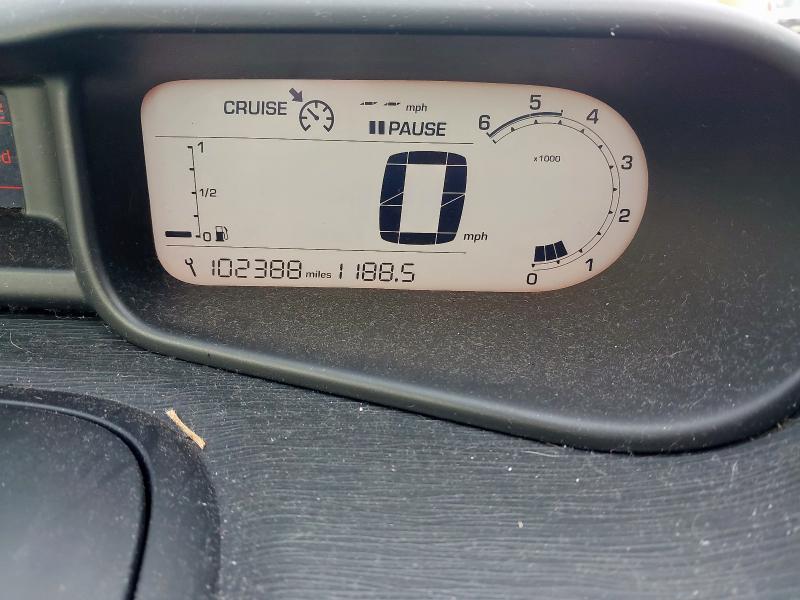 CRUISE -- -- mph
PAUSE
6 5 4 3 2 1 0
x1000
1
1/2
0
0 mph
102388 miles 1188.5
d